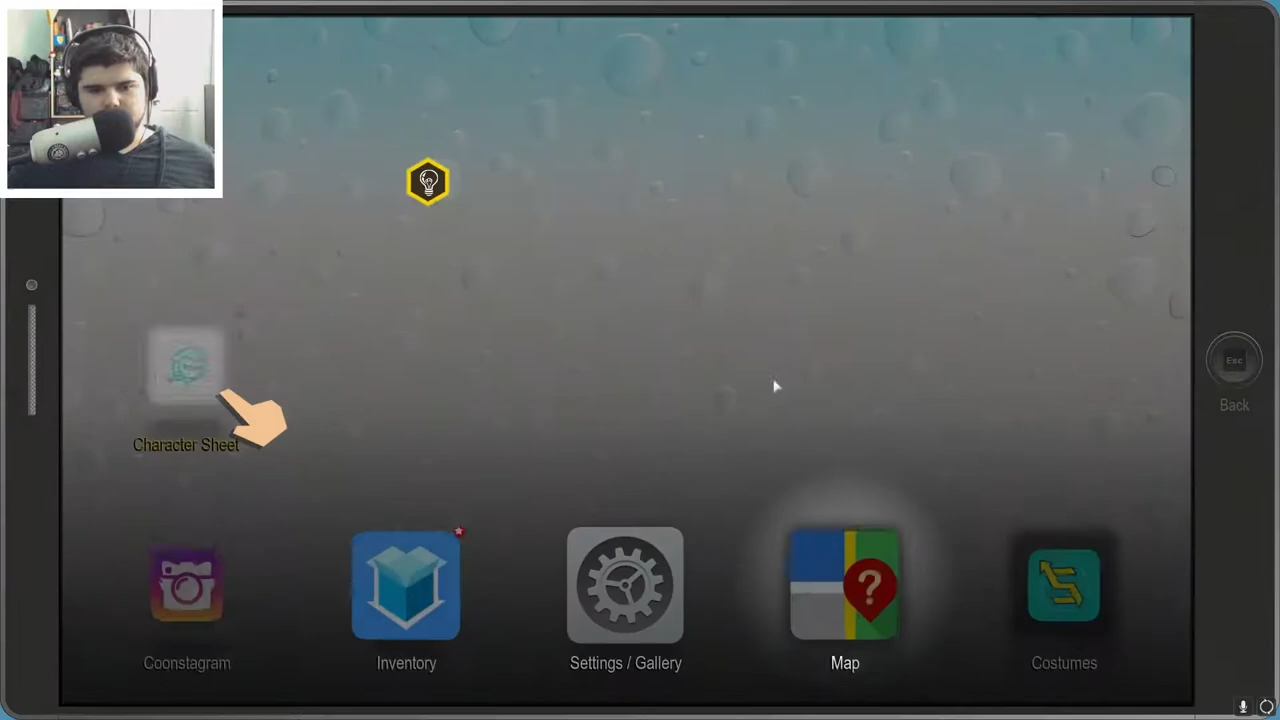 Esc
Back
Character Sheet
Coonstagram
Inventory
Settings / Gallery
Map
Costumes
?